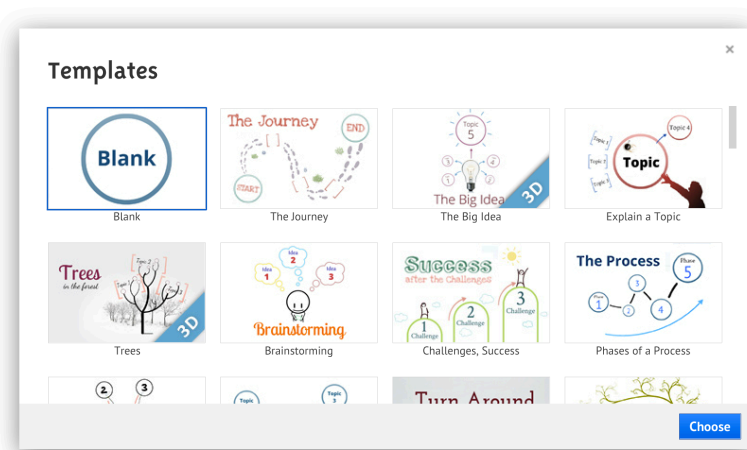 ×
Templates
Blank
The Journey
END
START
Topic
5
The Big Idea
3D
Topic 4
Topic
Blank
The Journey
The Big Idea
Explain a Topic
Trees
in the forest
Topic 2
3D
Idea
1
Idea
2
Idea
3
Brainstorming
Success
after the Challenges
1
Challenge
2
Challenge
3
Challenge
The Process
Phase
1
2
3
4
Phase
5
Trees
Brainstorming
Challenges, Success
Phases of a Process
2
3
Topic
Topic
3
Turn Around
Choose